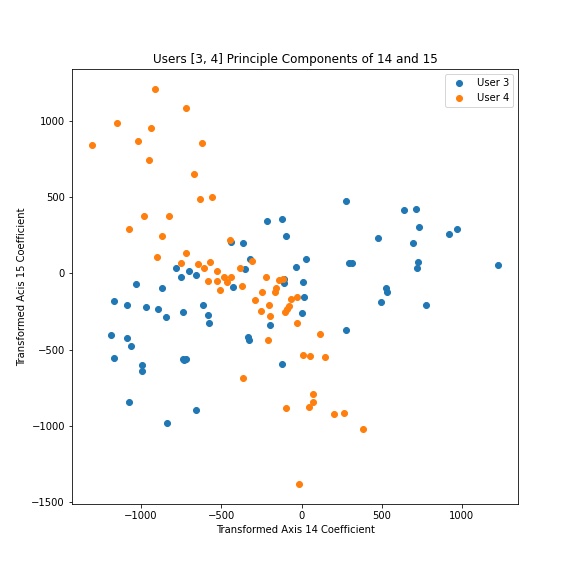 Users [3, 4] Principle Components of 14 and 15
User 3
User 4
1000
500
0
−500
−1000
−1500
Transformed Acis 15 Coefficient
−1000
−500
0
500
1000
Transformed Axis 14 Coefficient